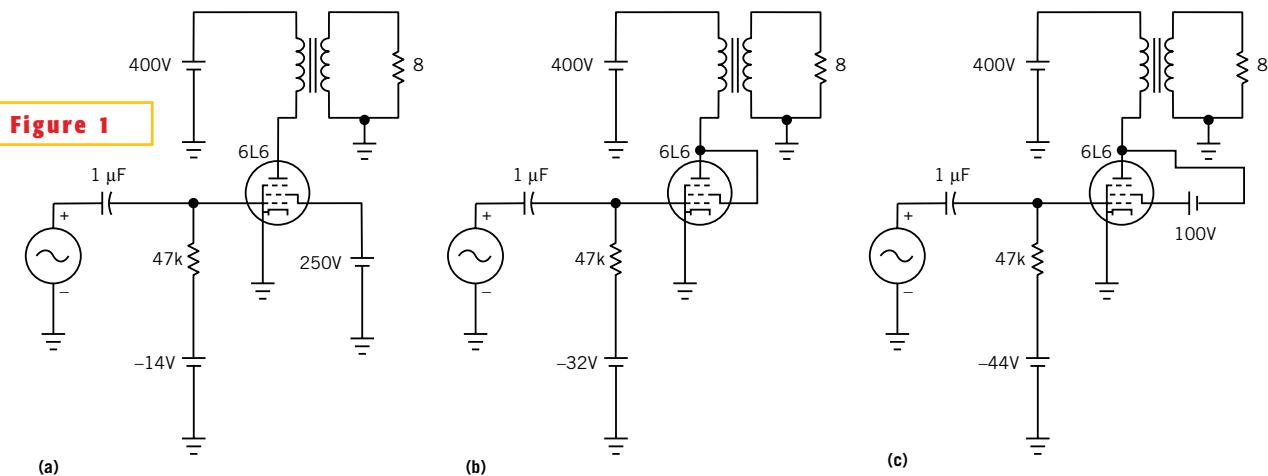 Figure 1
400V
8
6L6
1 µF
+
–
47k
250V
–14V
(a)
400V
8
6L6
1 µF
+
–
47k
–32V
(b)
400V
8
6L6
1 µF
+
–
47k
100V
–44V
(c)